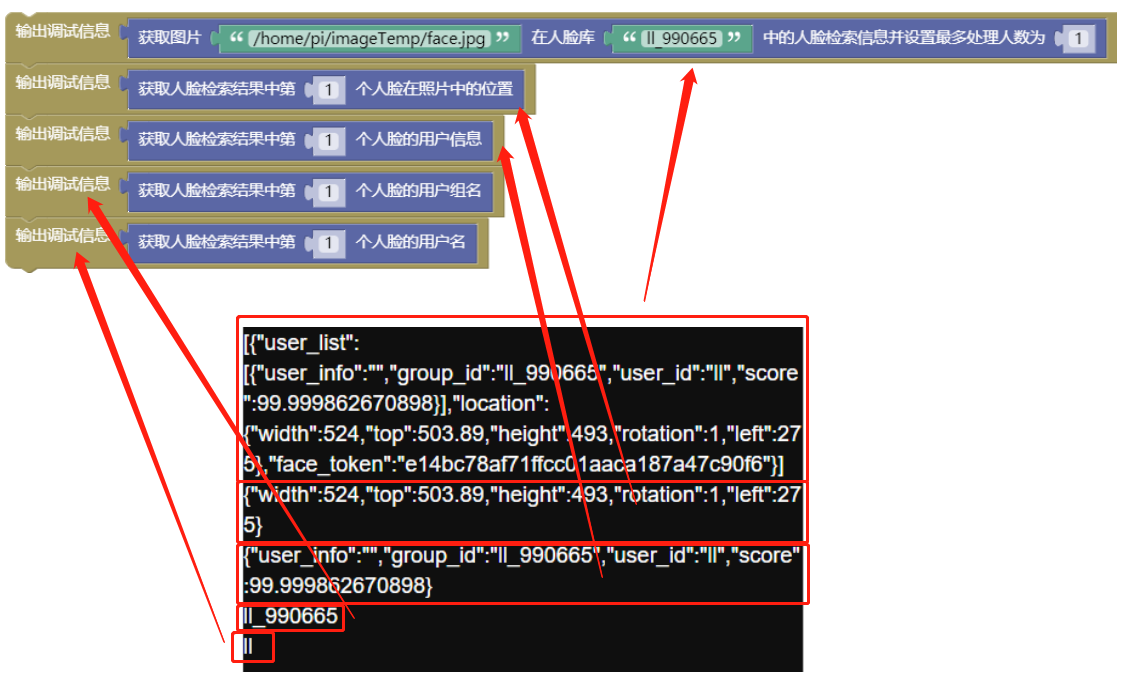 输出调试信息 获取图片 “ /home/pi/imageTemp/face.jpg ” 在人脸库 “ ll_990665 ” 中的人脸检索信息并设置最多处理人数为 1
输出调试信息 获取人脸检索结果中第 1 个人脸在照片中的位置
输出调试信息 获取人脸检索结果中第 1 个人脸的用户信息
输出调试信息 获取人脸检索结果中第 1 个人脸的用户组名
输出调试信息 获取人脸检索结果中第 1 个人脸的用户名
[{"user_list":
[{"user_info":"","group_id":"ll_990665","user_id":"ll","score
":99.999862670898}],"location":
{"width":524,"top":503.89,"height":493,"rotation":1,"left":27
5},"face_token":"e14bc78af71ffcc01aaca187a47c90f6"}]
{"width":524,"top":503.89,"height":493,"rotation":1,"left":27
5}
{"user_info":"","group_id":"ll_990665","user_id":"ll","score"
:99.999862670898}
ll_990665
ll